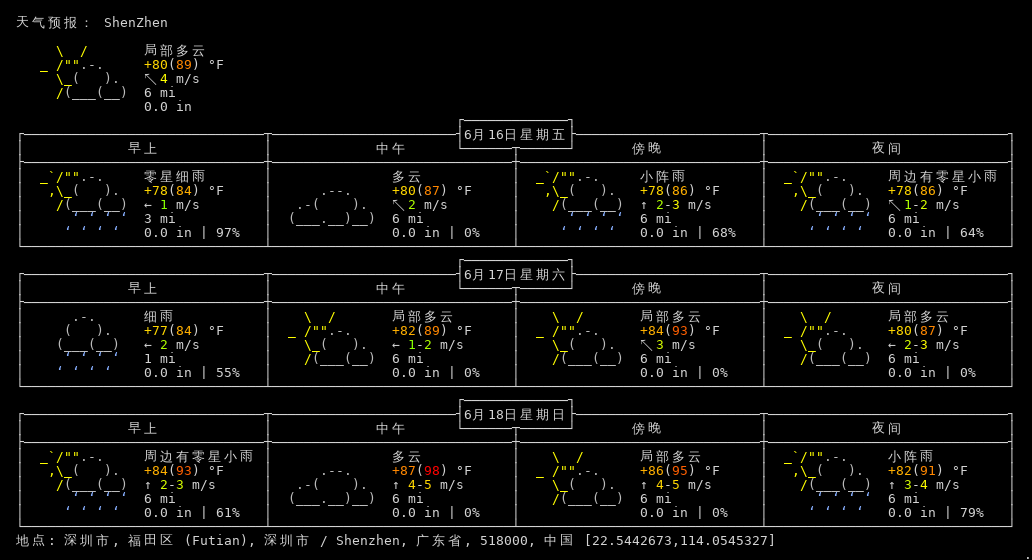 天气预报: ShenZhen
局部多云
+80(89) °F
↖ 4 m/s
6 mi
0.0 in
6月16日星期五
早上 中午 傍晚 夜间
零星细雨 多云 小阵雨 周边有零星小雨
+78(84) °F +80(87) °F +78(86) °F +78(86) °F
← 1 m/s ↖ 2 m/s ↑ 2-3 m/s ↖ 1-2 m/s
3 mi 6 mi 6 mi 6 mi
0.0 in | 97% 0.0 in | 0% 0.0 in | 68% 0.0 in | 64%
6月17日星期六
早上 中午 傍晚 夜间
细雨 局部多云 局部多云 局部多云
+77(84) °F +82(89) °F +84(93) °F +80(87) °F
← 2 m/s ← 1-2 m/s ↖ 3 m/s ← 2-3 m/s
1 mi 6 mi 6 mi 6 mi
0.0 in | 55% 0.0 in | 0% 0.0 in | 0% 0.0 in | 0%
6月18日星期日
早上 中午 傍晚 夜间
周边有零星小雨 多云 局部多云 小阵雨
+84(93) °F +87(98) °F +86(95) °F +82(91) °F
↑ 2-3 m/s ↑ 4-5 m/s ↑ 4-5 m/s ↑ 3-4 m/s
6 mi 6 mi 6 mi 6 mi
0.0 in | 61% 0.0 in | 0% 0.0 in | 0% 0.0 in | 79%
地点: 深圳市, 福田区 (Futian), 深圳市 / Shenzhen, 广东省, 518000, 中国 [22.5442673,114.0545327]